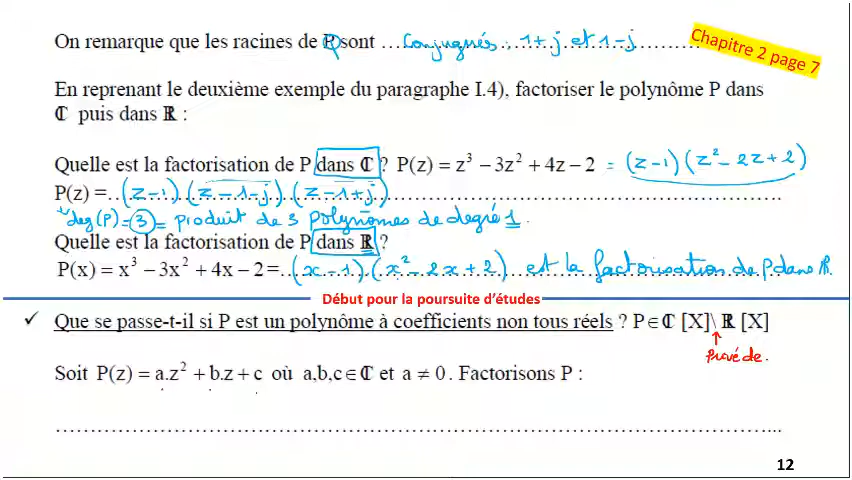 On remarque que les racines de Q sont ... Conjugués : 1+j et 1-j
Chapitre 2 page 7
En reprenant le deuxième exemple du paragraphe I.4), factoriser le polynôme P dans
ℂ puis dans ℝ :
Quelle est la factorisation de P dans ℂ ? P(z) = z³ − 3z² + 4z − 2 = (z-1) (z² - 2z + 2)
P(z) = (z-1).(z-1-j).(z-1+j)
deg(P) = 3 = produit de 3 polynômes de degré 1.
Quelle est la factorisation de P dans ℝ ?
P(x) = x³ − 3x² + 4x − 2 = (x-1).(x² - 2x + 2) est la factorisation de P dans ℝ.
Début pour la poursuite d'études
✓ Que se passe-t-il si P est un polynôme à coefficients non tous réels ? P∈ℂ [X]\ ℝ [X]
Privé de.
Soit P(z) = a.z² + b.z + c où a,b,c∈ℂ et a ≠ 0. Factorisons P :
12